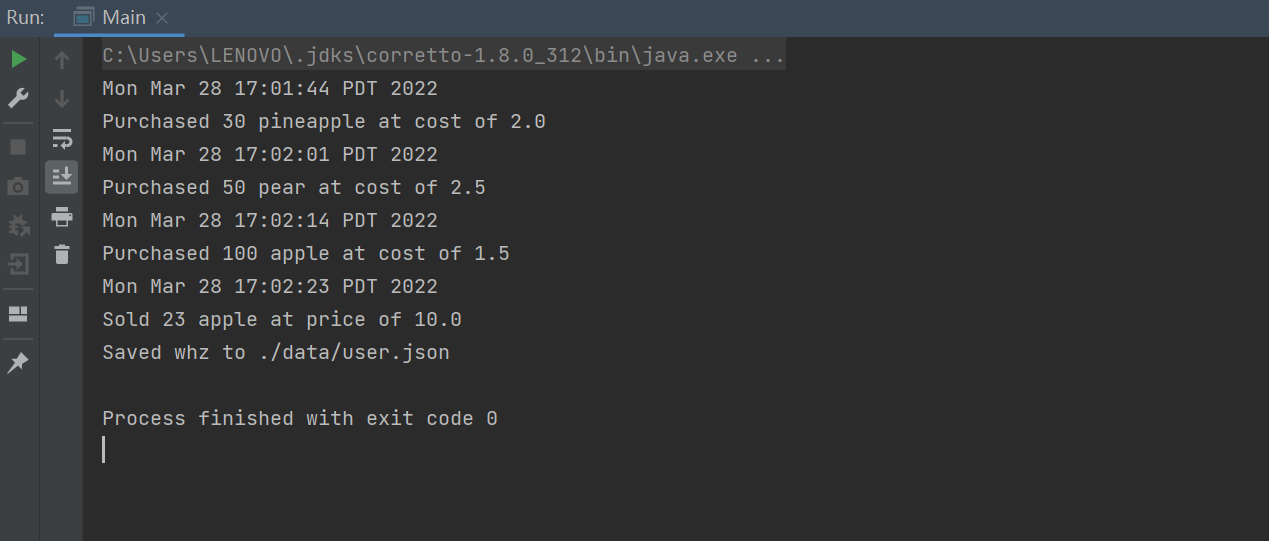 Run: Main
C:\Users\LENOVO\.jdks\corretto-1.8.0_312\bin\java.exe ...
Mon Mar 28 17:01:44 PDT 2022
Purchased 30 pineapple at cost of 2.0
Mon Mar 28 17:02:01 PDT 2022
Purchased 50 pear at cost of 2.5
Mon Mar 28 17:02:14 PDT 2022
Purchased 100 apple at cost of 1.5
Mon Mar 28 17:02:23 PDT 2022
Sold 23 apple at price of 10.0
Saved whz to ./data/user.json
Process finished with exit code 0